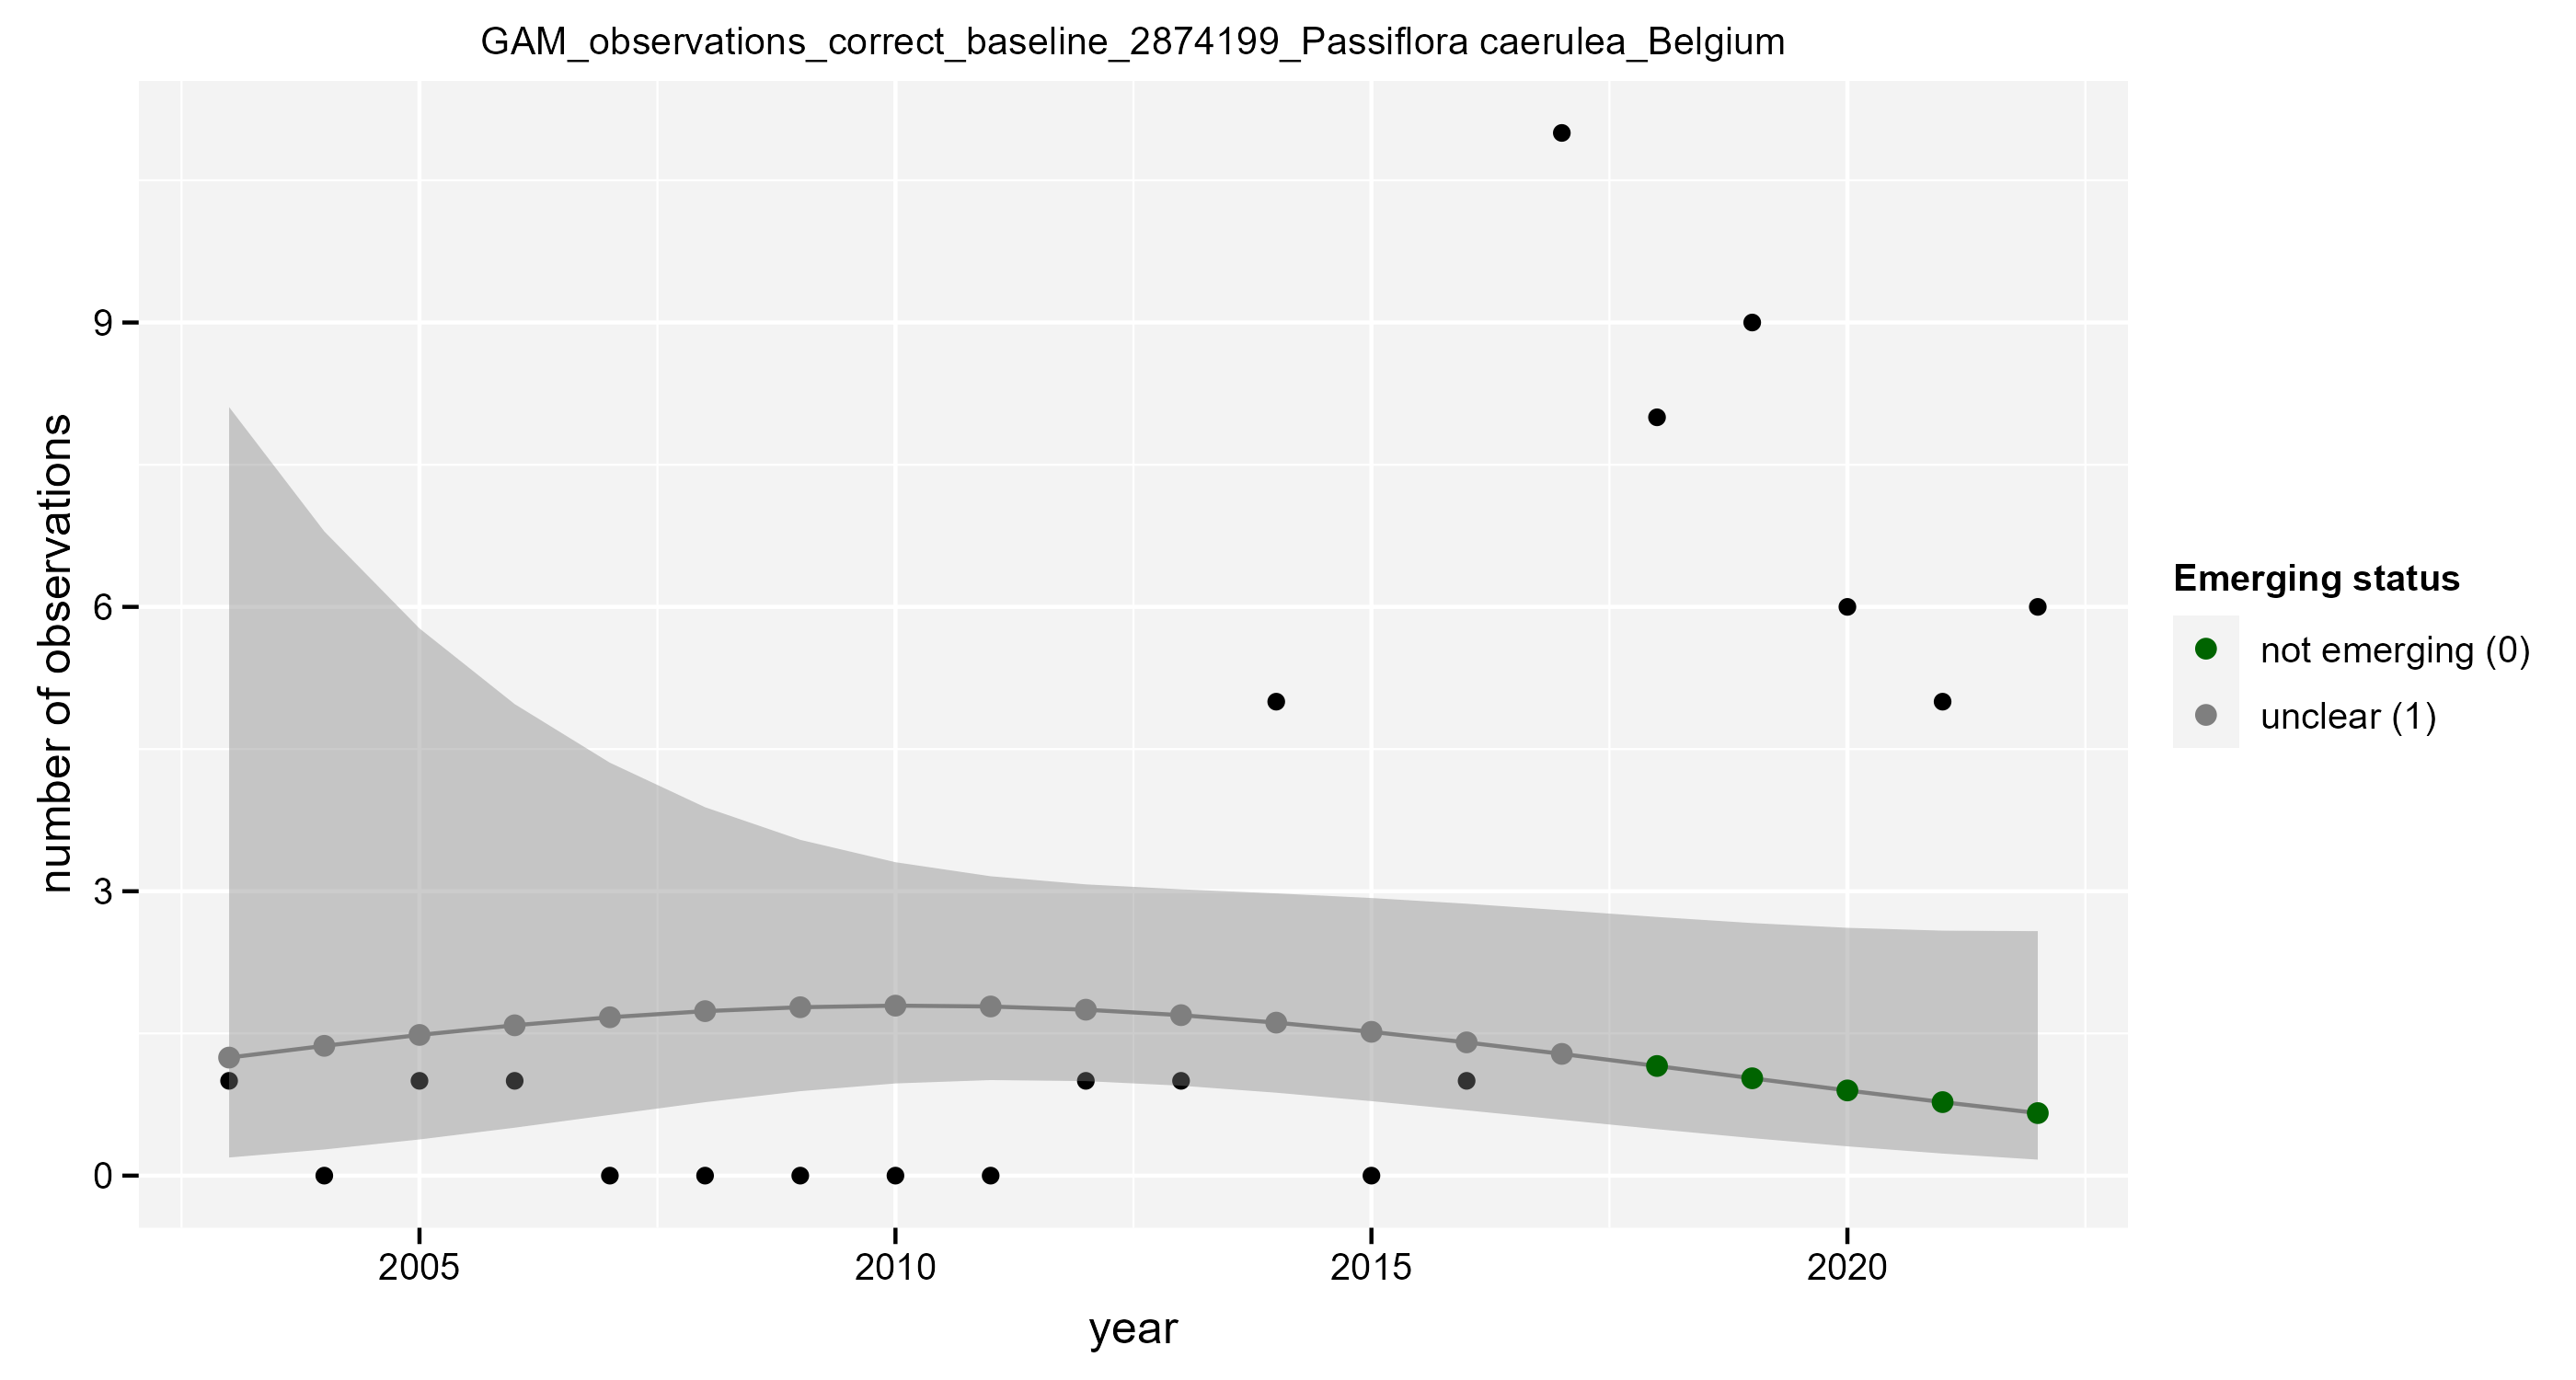 GAM_observations_correct_baseline_2874199_Passiflora caerulea_Belgium
number of observations
9
6
3
0
2005 2010 2015 2020
year
Emerging status
not emerging (0)
unclear (1)